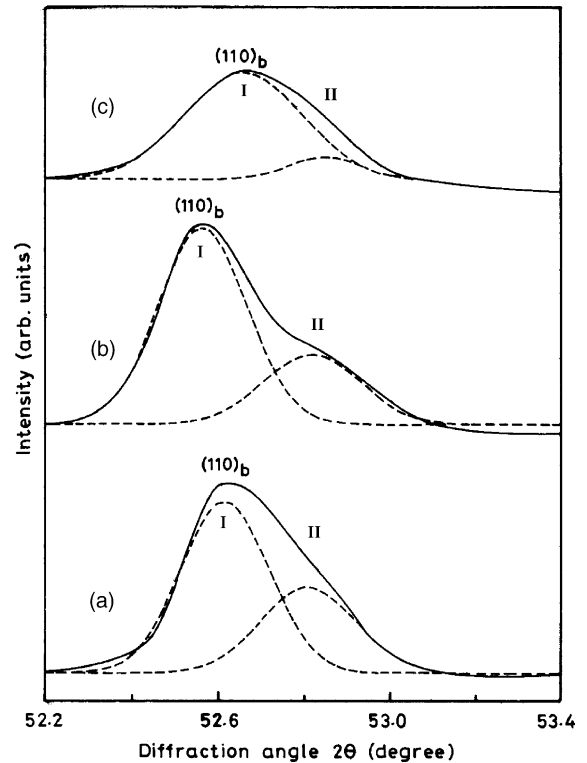 (110)b
I
II
(c)
(110)b
I
II
(b)
(110)b
I
II
(a)
Intensity (arb. units)
52.2 52.6 53.0 53.4
Diffraction angle 2θ (degree)